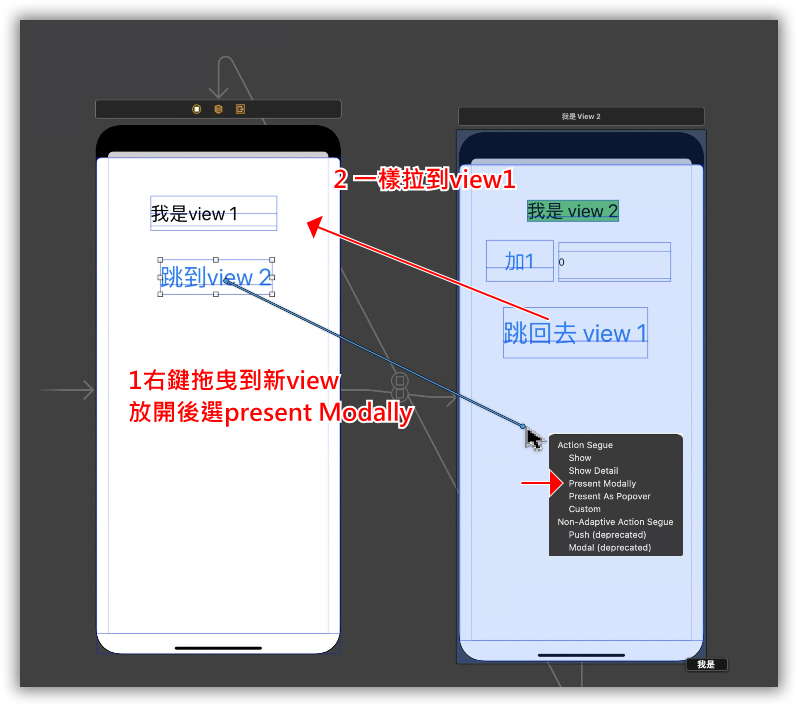 我是 View 2
2 一樣拉到view1
我是view 1
我是 view 2
跳到view 2
加1
0
跳回去 view 1
1右鍵拖曳到新view
放開後選present Modally
Action Segue
Show
Show Detail
Present Modally
Present As Popover
Custom
Non-Adaptive Action Segue
Push (deprecated)
Modal (deprecated)
我是